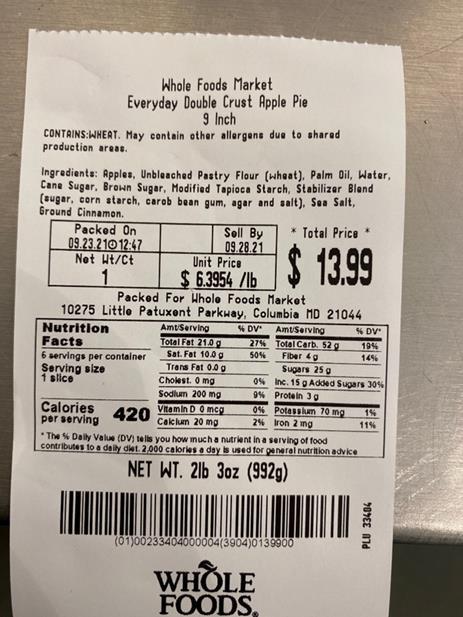 Whole Foods Market
Everyday Double Crust Apple Pie
9 Inch
CONTAINS:WHEAT. May contain other allergens due to shared
production areas.
Ingredients: Apples, Unbleached Pastry Flour (wheat), Palm Oil, Water,
Cane Sugar, Brown Sugar, Modified Tapioca Starch, Stabilizer Blend
(sugar, corn starch, carob bean gum, agar and salt), Sea Salt,
Ground Cinnamon.
Packed On Sell By * Total Price *
09.23.21⊙12:47 09.28.21
Net Wt/Ct Unit Price
1 $ 6.3954 /lb $ 13.99
Packed For Whole Foods Market
10275 Little Patuxent Parkway, Columbia MD 21044
Nutrition Facts
6 servings per container
Serving size
1 slice
Calories per serving 420
Amt/Serving % DV*
Total Fat 21.0 g 27%
Sat. Fat 10.0 g 50%
Trans Fat 0.0 g
Cholest. 0 mg 0%
Sodium 200 mg 9%
Vitamin D 0 mcg 0%
Calcium 20 mg 2%
Amt/Serving % DV*
Total Carb. 52 g 19%
Fiber 4 g 14%
Sugars 25 g
Inc. 15 g Added Sugars 30%
Protein 3 g
Potassium 70 mg 1%
Iron 2 mg 11%
* The % Daily Value (DV) tells you how much a nutrient in a serving of food
contributes to a daily diet. 2,000 calories a day is used for general nutrition advice
NET WT. 2lb 3oz (992g)
(01)00233404000004(3904)0139900
PLU 33404
WHOLE
FOODS®